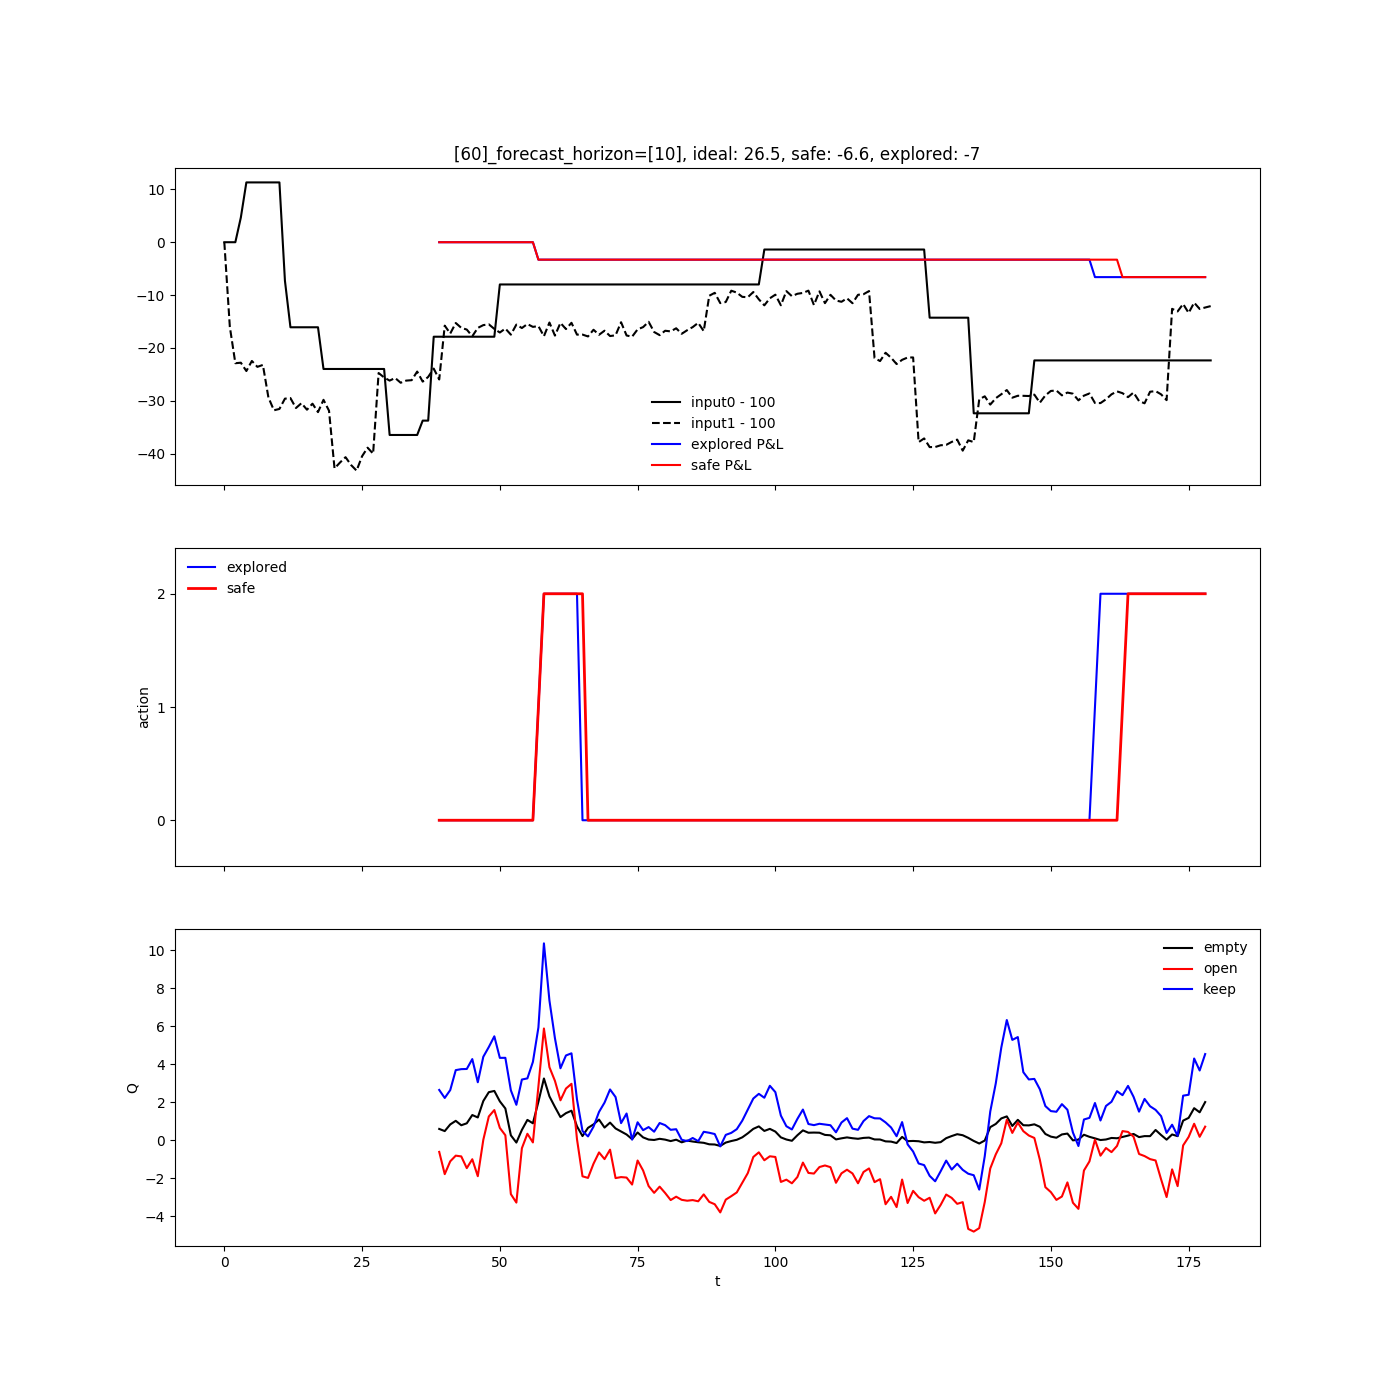 [60]_forecast_horizon=[10], ideal: 26.5, safe: -6.6, explored: -7
10
0
−10
−20
−30
−40
input0 - 100
input1 - 100
explored P&L
safe P&L
explored
safe
2
1
0
action
empty
open
keep
10
8
6
4
2
0
−2
−4
Q
0 25 50 75 100 125 150 175
t